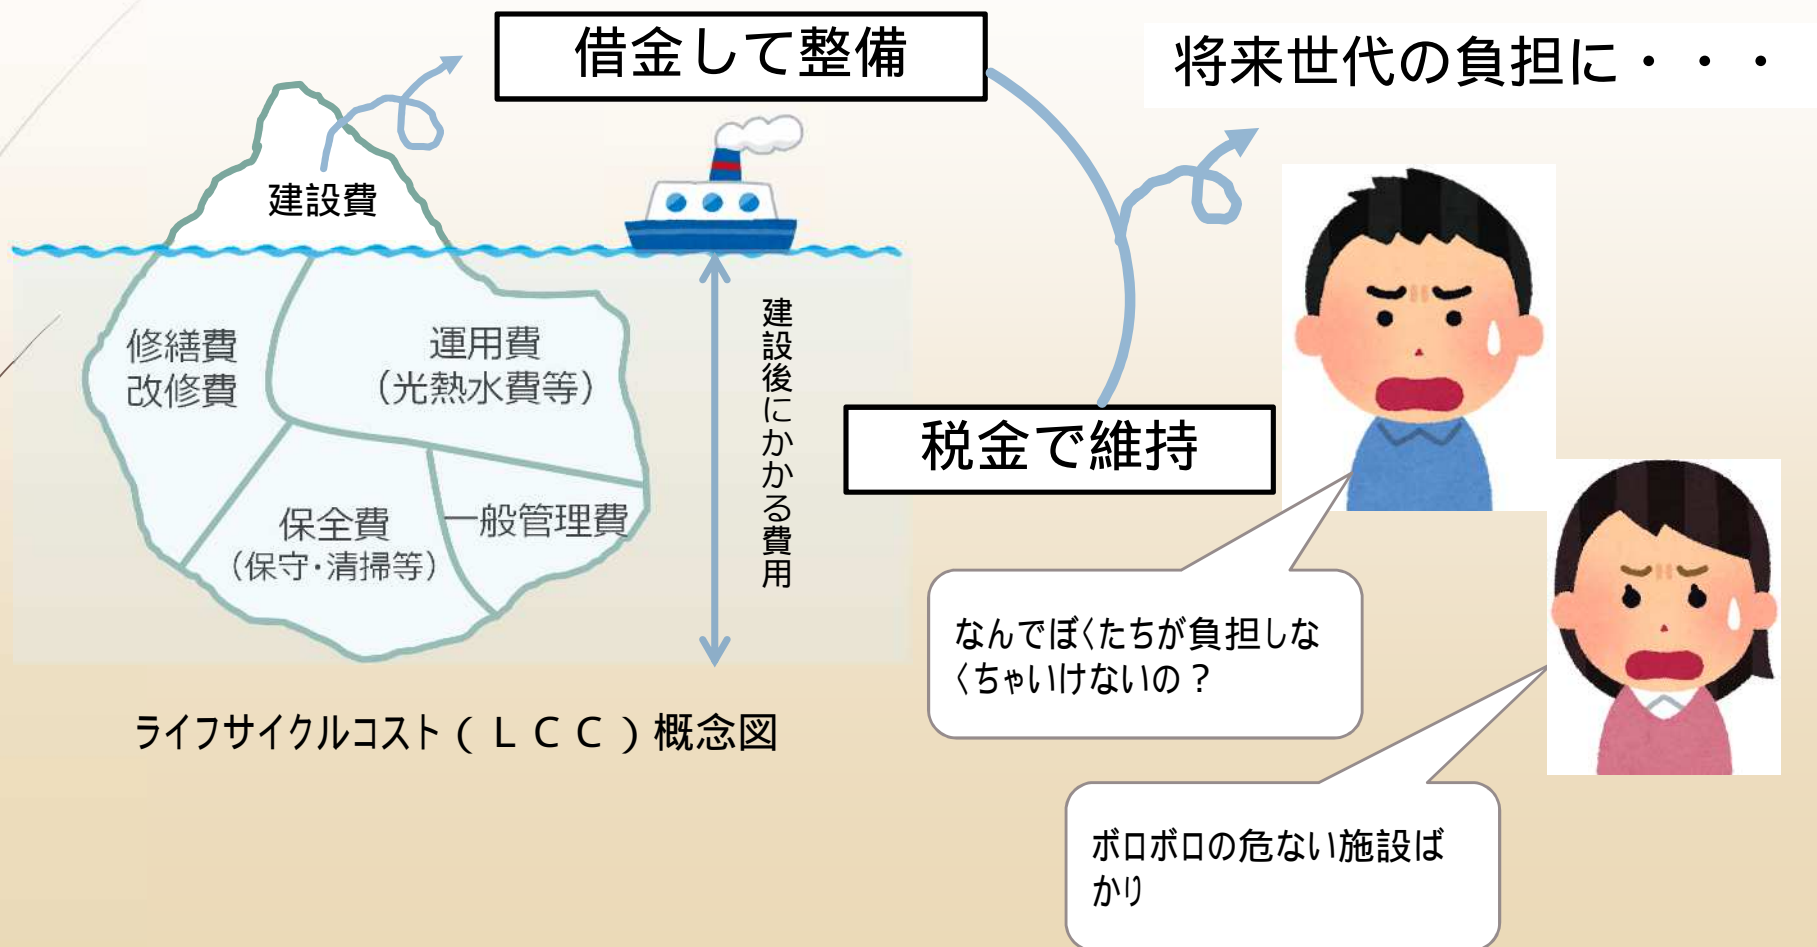 借金して整備
将来世代の負担に・・・
建設費
修繕費
改修費
運用費
（光熱水費等）
保全費
（保守・清掃等）
一般管理費
建設後にかかる費用
税金で維持
なんでぼくたちが負担しな
くちゃいけないの？
ボロボロの危ない施設ば
かり
ライフサイクルコスト（ＬＣＣ）概念図